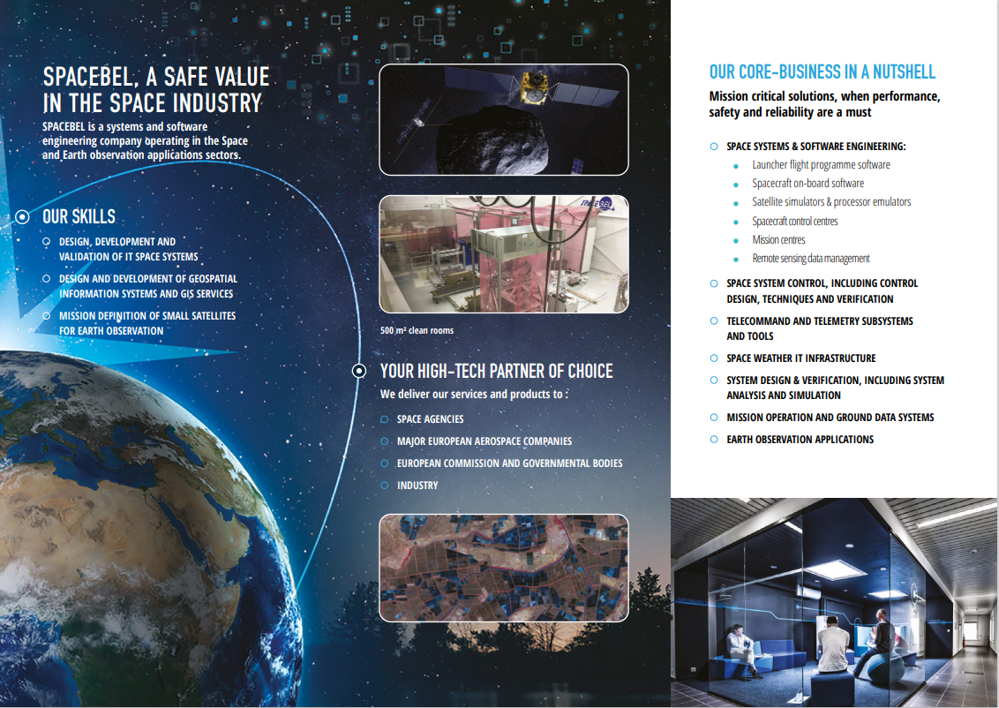 SPACEBEL, A SAFE VALUE
IN THE SPACE INDUSTRY
SPACEBEL is a systems and software
engineering company operating in the Space
and Earth observation applications sectors.
OUR SKILLS
DESIGN, DEVELOPMENT AND
VALIDATION OF IT SPACE SYSTEMS
DESIGN AND DEVELOPMENT OF GEOSPATIAL
INFORMATION SYSTEMS AND GIS SERVICES
MISSION DEFINITION OF SMALL SATELLITES
FOR EARTH OBSERVATION
SPACEBEL
500 m² clean rooms
YOUR HIGH-TECH PARTNER OF CHOICE
We deliver our services and products to :
SPACE AGENCIES
MAJOR EUROPEAN AEROSPACE COMPANIES
EUROPEAN COMMISSION AND GOVERNMENTAL BODIES
INDUSTRY
OUR CORE-BUSINESS IN A NUTSHELL
Mission critical solutions, when performance,
safety and reliability are a must
SPACE SYSTEMS & SOFTWARE ENGINEERING:
Launcher flight programme software
Spacecraft on-board software
Satellite simulators & processor emulators
Spacecraft control centres
Mission centres
Remote sensing data management
SPACE SYSTEM CONTROL, INCLUDING CONTROL
DESIGN, TECHNIQUES AND VERIFICATION
TELECOMMAND AND TELEMETRY SUBSYSTEMS
AND TOOLS
SPACE WEATHER IT INFRASTRUCTURE
SYSTEM DESIGN & VERIFICATION, INCLUDING SYSTEM
ANALYSIS AND SIMULATION
MISSION OPERATION AND GROUND DATA SYSTEMS
EARTH OBSERVATION APPLICATIONS